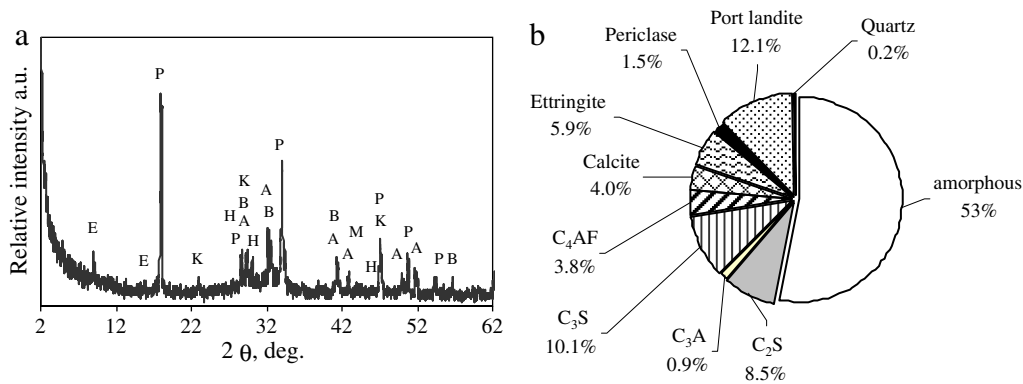 a
Relative intensity a.u.
E
E
P
K
H
P
K
B
A
H
A
B
P
B
A
M
A
H
P
K
A
P
A
P B
2 12 22 32 42 52 62
2 θ, deg.
b
Port landite
12.1%
Quartz
0.2%
Periclase
1.5%
Ettringite
5.9%
Calcite
4.0%
C₄AF
3.8%
C₃S
10.1%
C₃A
0.9%
C₂S
8.5%
amorphous
53%